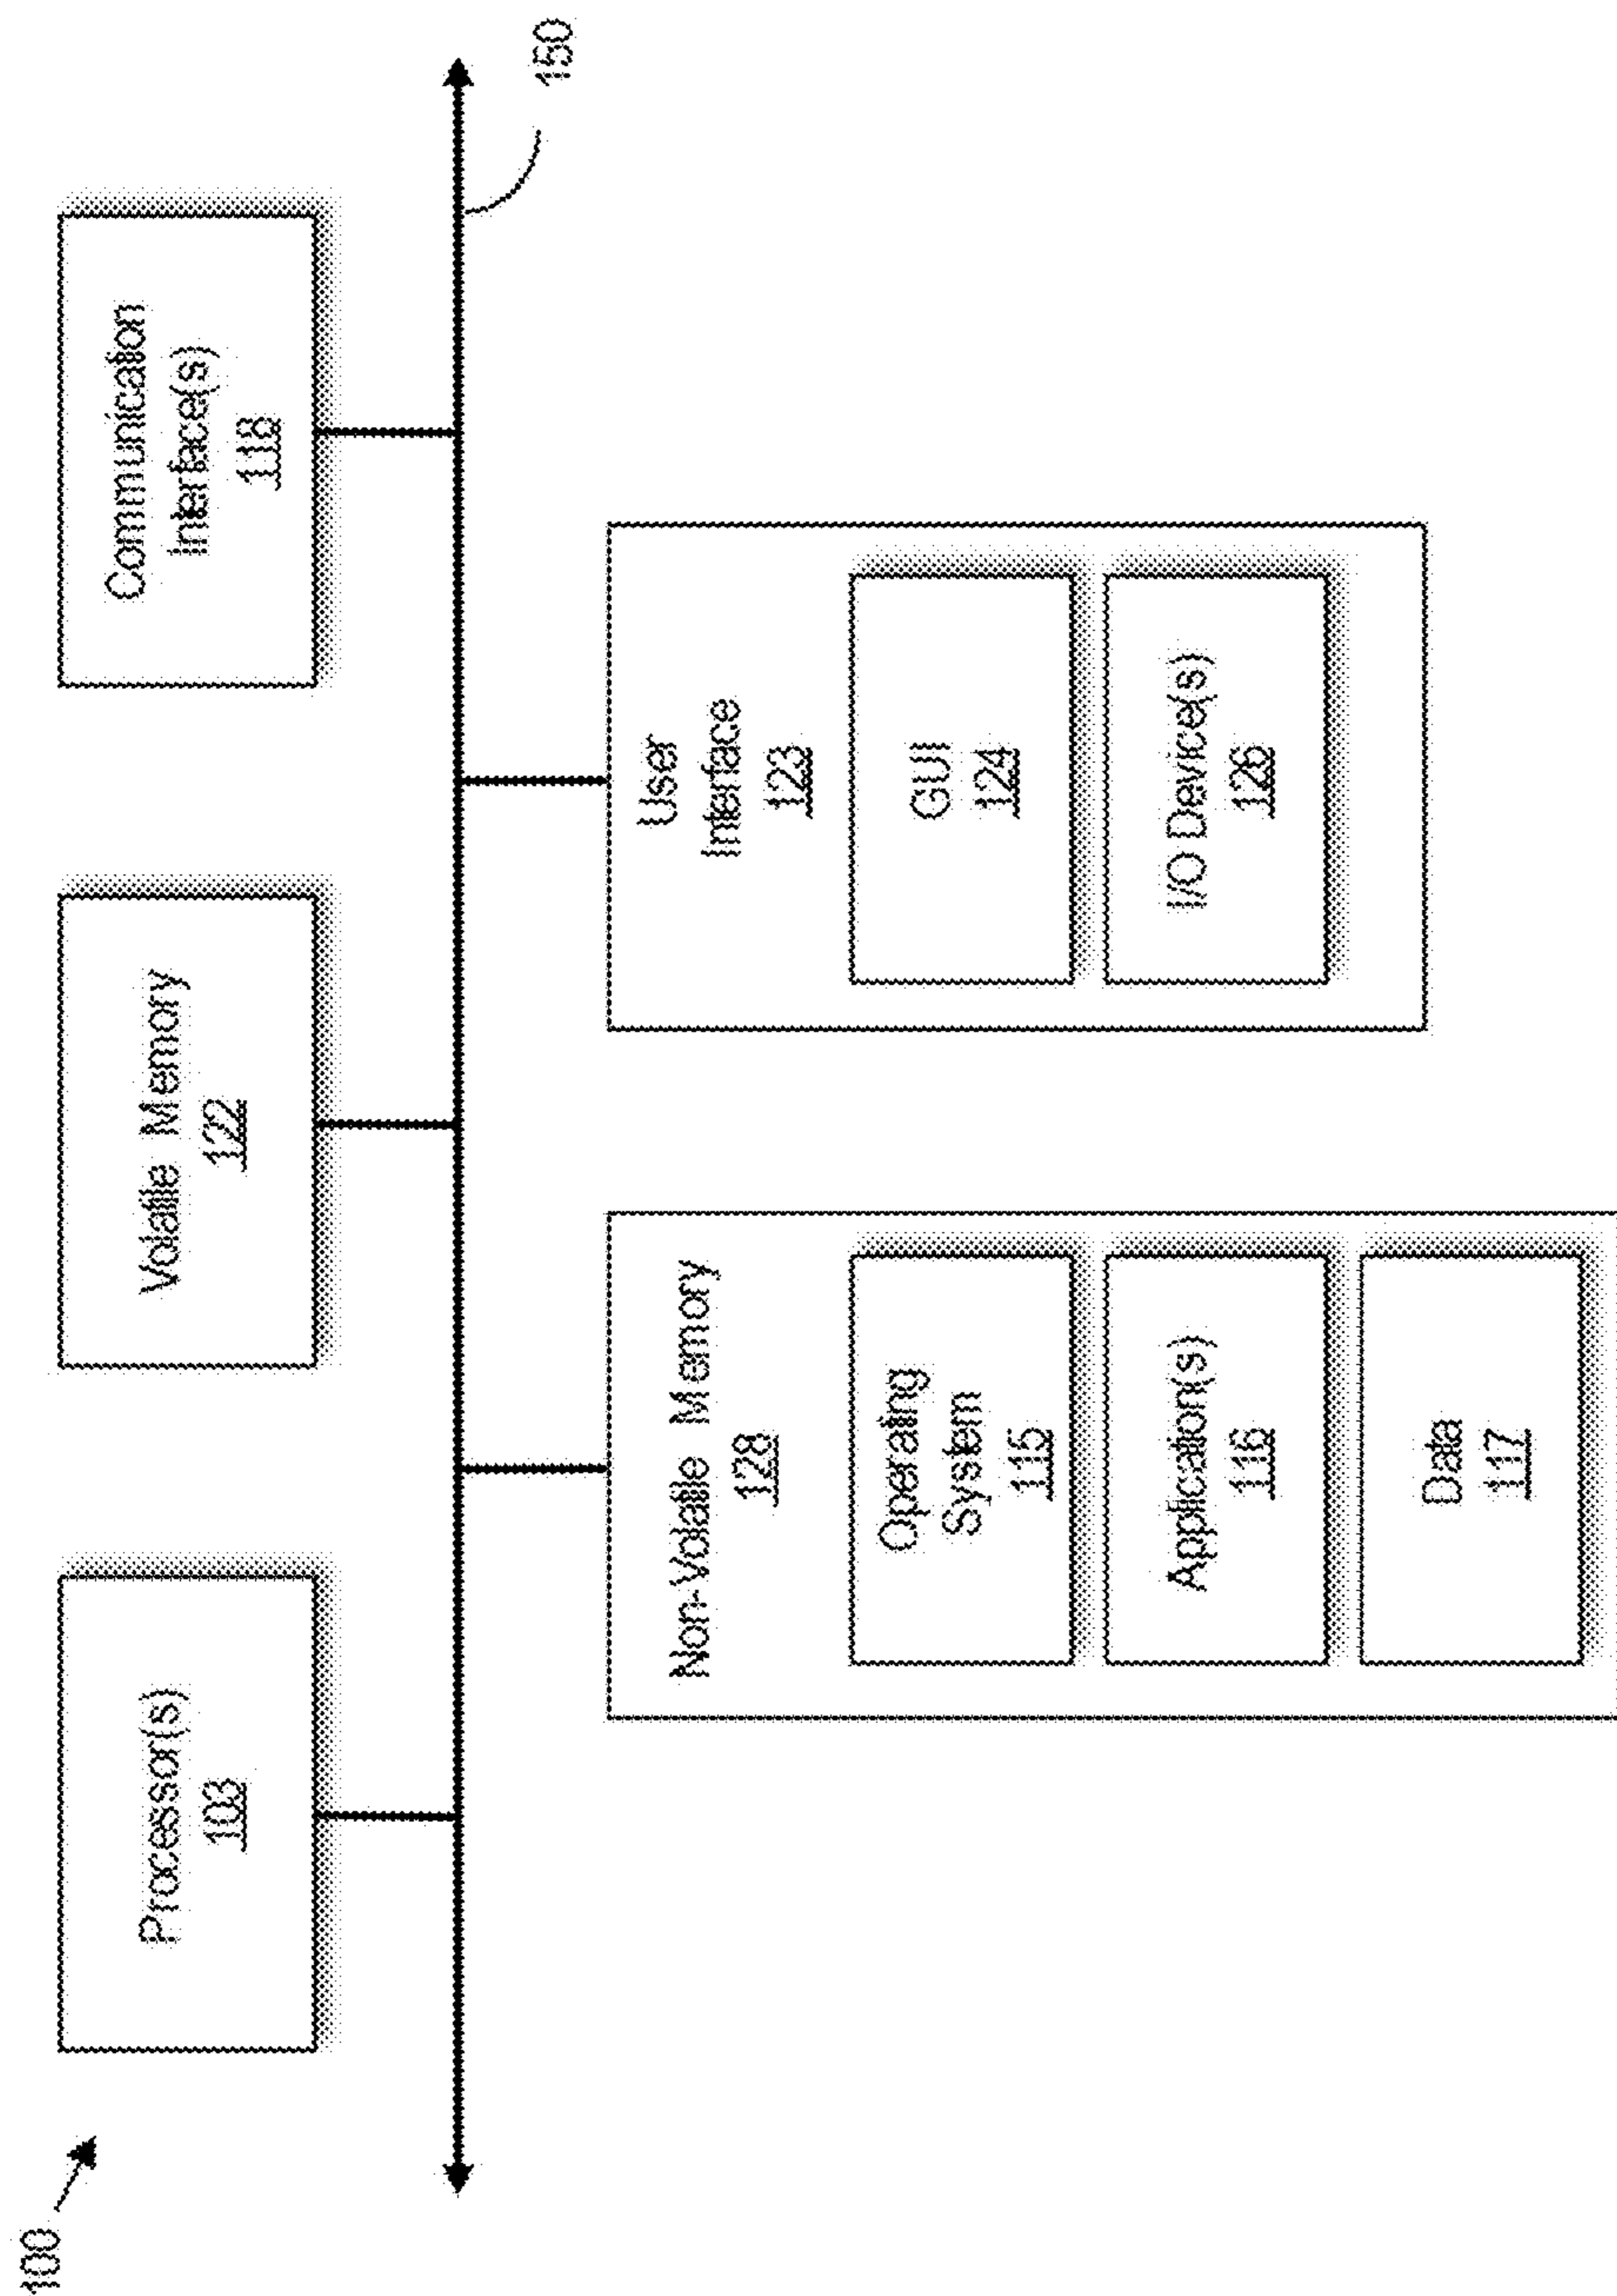 100
Processor(s)
103
Volatile Memory
122
Communication
Interface(s)
118
150
Non-Volatile Memory
128
Operating
System
115
Application(s)
116
Data
117
User
Interface
123
GUI
124
I/O Device(s)
126